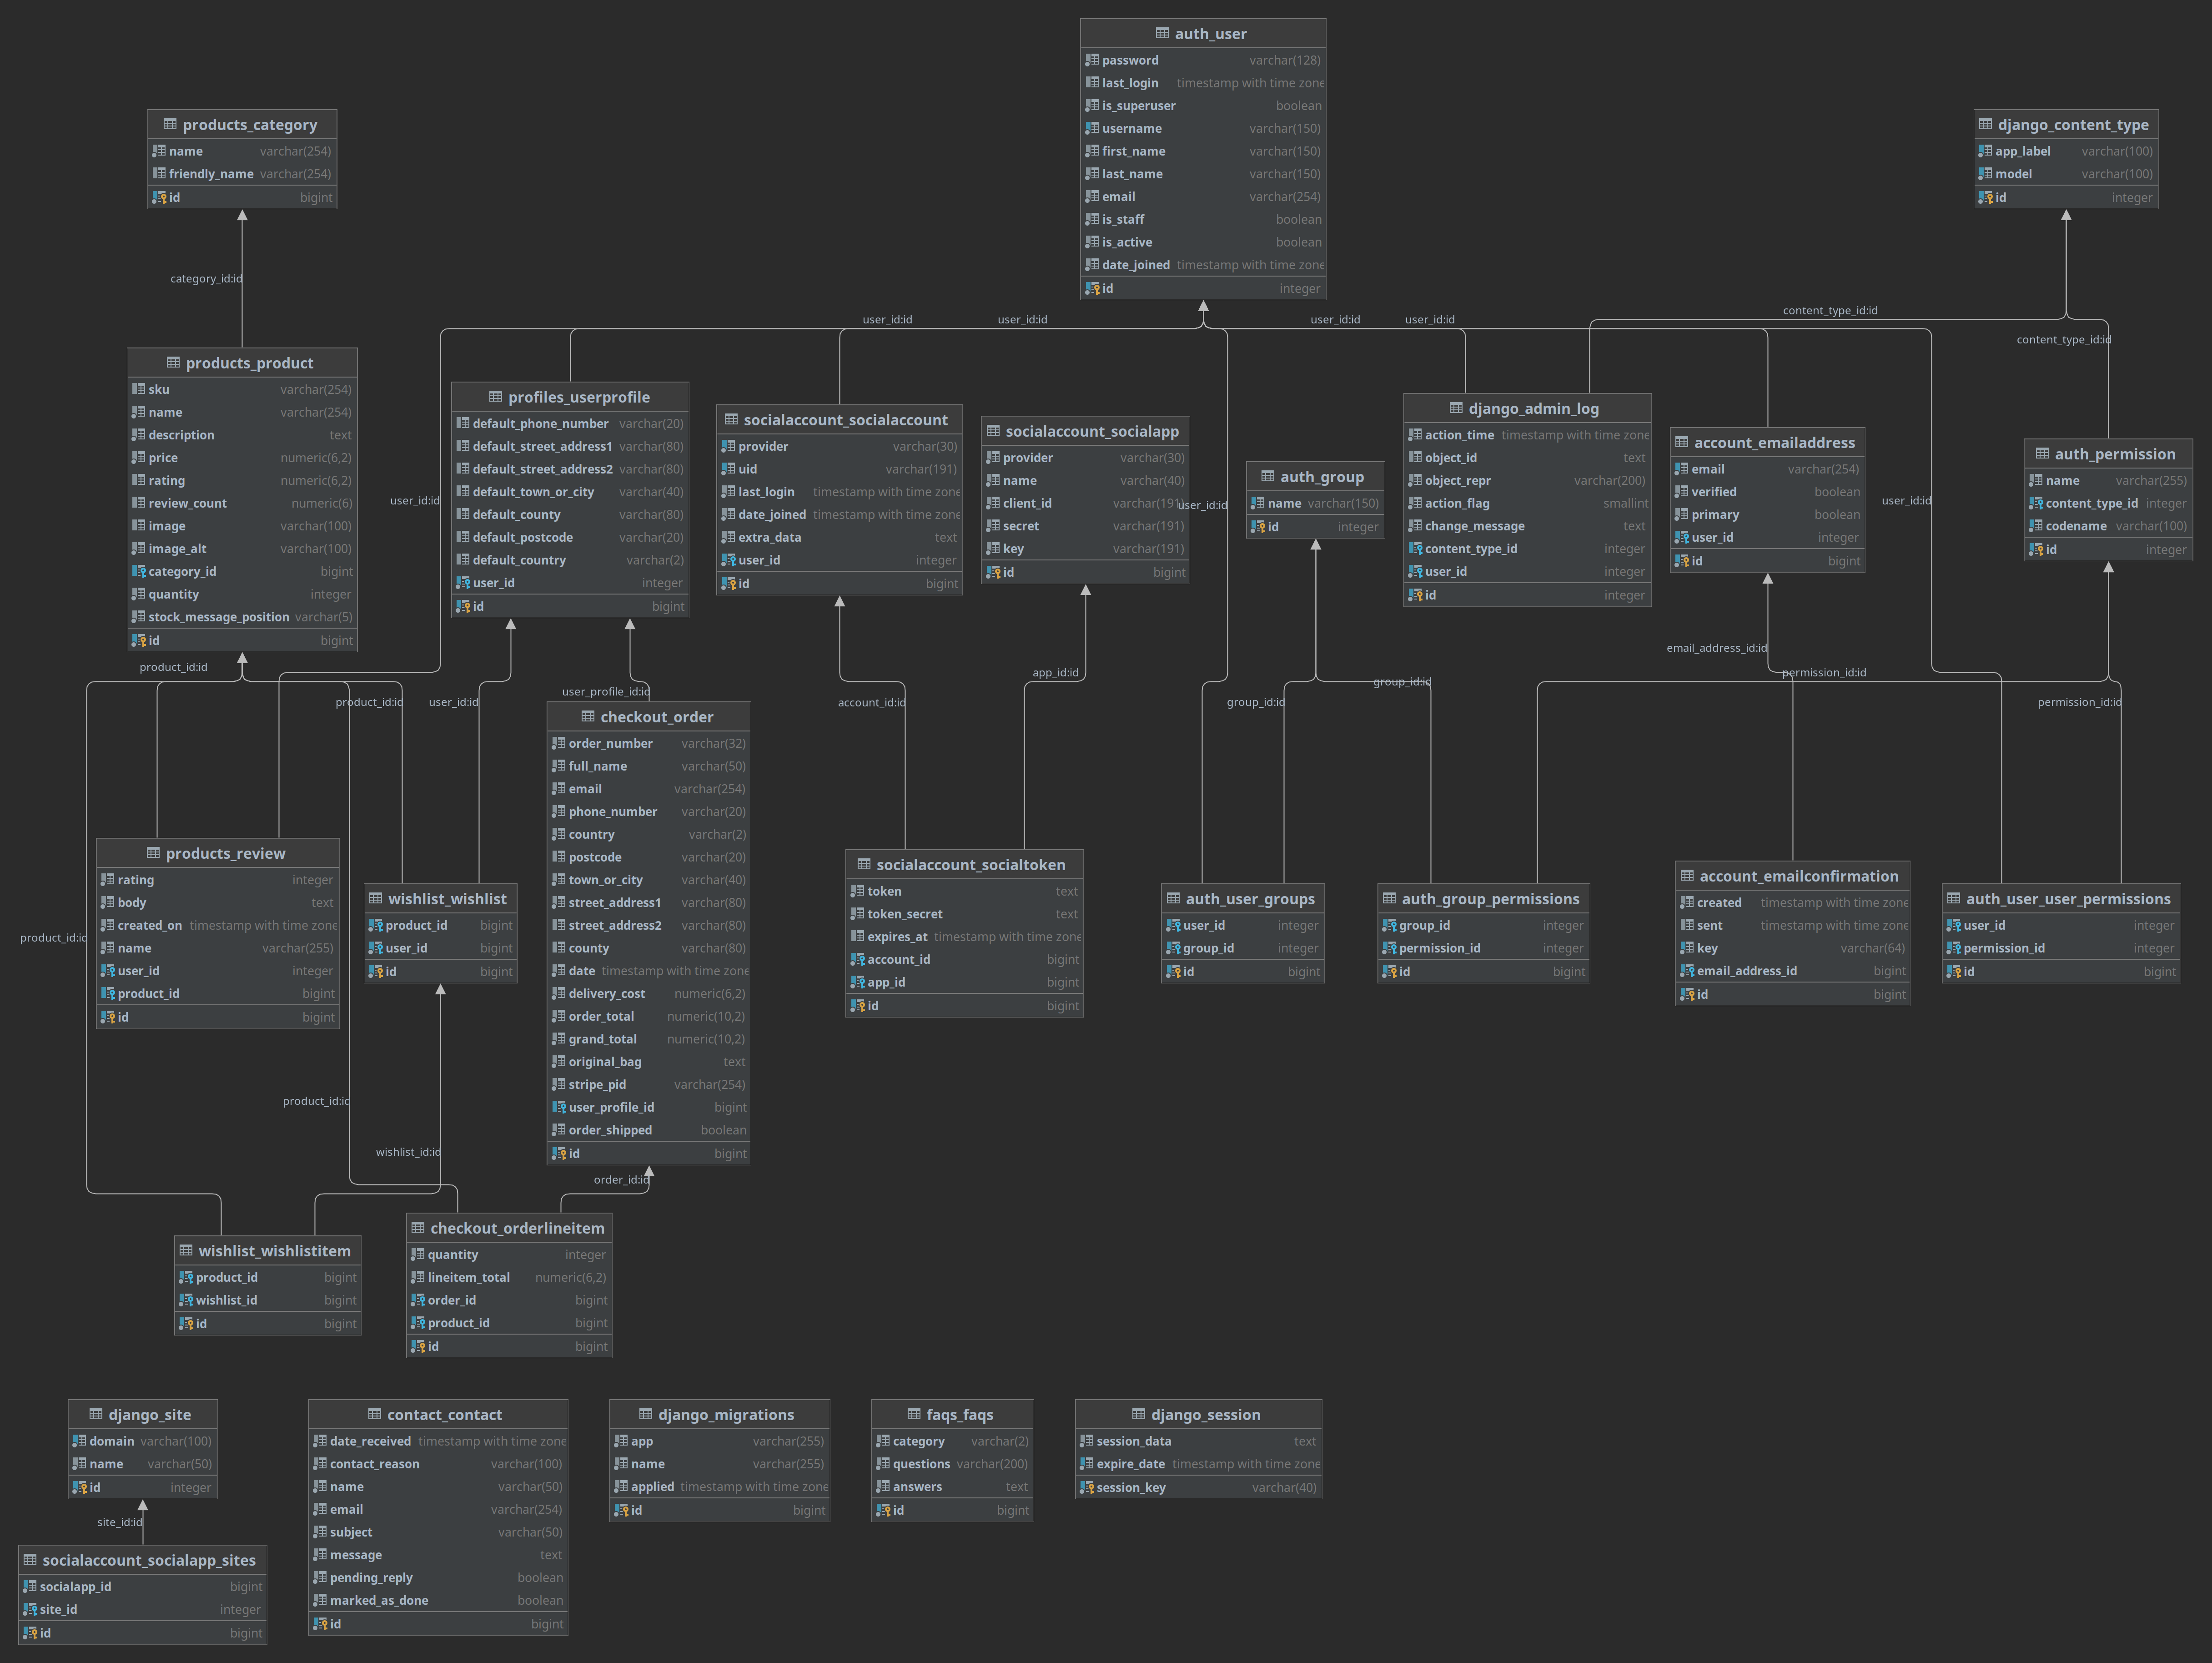 auth_user
password varchar(128)
last_login timestamp with time zone
is_superuser boolean
username varchar(150)
first_name varchar(150)
last_name varchar(150)
email varchar(254)
is_staff boolean
is_active boolean
date_joined timestamp with time zone
id integer
products_category
name varchar(254)
friendly_name varchar(254)
id bigint
django_content_type
app_label varchar(100)
model varchar(100)
id integer
category_id:id
user_id:id
user_id:id
user_id:id
user_id:id
content_type_id:id
content_type_id:id
products_product
sku varchar(254)
name varchar(254)
description text
price numeric(6,2)
rating numeric(6,2)
review_count numeric(6)
image varchar(100)
image_alt varchar(100)
category_id bigint
quantity integer
stock_message_position varchar(5)
id bigint
user_id:id
profiles_userprofile
default_phone_number varchar(20)
default_street_address1 varchar(80)
default_street_address2 varchar(80)
default_town_or_city varchar(40)
default_county varchar(80)
default_postcode varchar(20)
default_country varchar(2)
user_id integer
id bigint
socialaccount_socialaccount
provider varchar(30)
uid varchar(191)
last_login timestamp with time zone
date_joined timestamp with time zone
extra_data text
user_id integer
id bigint
socialaccount_socialapp
provider varchar(30)
name varchar(40)
client_id varchar(191)
secret varchar(191)
key varchar(191)
id bigint
user_id:id
auth_group
name varchar(150)
id integer
django_admin_log
action_time timestamp with time zone
object_id text
object_repr varchar(200)
action_flag smallint
change_message text
content_type_id integer
user_id integer
id integer
account_emailaddress
email varchar(254)
verified boolean
primary boolean
user_id integer
id bigint
user_id:id
auth_permission
name varchar(255)
content_type_id integer
codename varchar(100)
id integer
product_id:id
product_id:id
user_id:id
user_profile_id:id
account_id:id
app_id:id
group_id:id
group_id:id
email_address_id:id
permission_id:id
permission_id:id
checkout_order
order_number varchar(32)
full_name varchar(50)
email varchar(254)
phone_number varchar(20)
country varchar(2)
postcode varchar(20)
town_or_city varchar(40)
street_address1 varchar(80)
street_address2 varchar(80)
county varchar(80)
date timestamp with time zone
delivery_cost numeric(6,2)
order_total numeric(10,2)
grand_total numeric(10,2)
original_bag text
stripe_pid varchar(254)
user_profile_id bigint
order_shipped boolean
id bigint
products_review
rating integer
body text
created_on timestamp with time zone
name varchar(255)
user_id integer
product_id bigint
id bigint
wishlist_wishlist
product_id bigint
user_id bigint
id bigint
socialaccount_socialtoken
token text
token_secret text
expires_at timestamp with time zone
account_id bigint
app_id bigint
id bigint
auth_user_groups
user_id integer
group_id integer
id bigint
auth_group_permissions
group_id integer
permission_id integer
id bigint
account_emailconfirmation
created timestamp with time zone
sent timestamp with time zone
key varchar(64)
email_address_id bigint
id bigint
auth_user_user_permissions
user_id integer
permission_id integer
id bigint
product_id:id
product_id:id
wishlist_id:id
order_id:id
wishlist_wishlistitem
product_id bigint
wishlist_id bigint
id bigint
checkout_orderlineitem
quantity integer
lineitem_total numeric(6,2)
order_id bigint
product_id bigint
id bigint
django_site
domain varchar(100)
name varchar(50)
id integer
site_id:id
socialaccount_socialapp_sites
socialapp_id bigint
site_id integer
id bigint
contact_contact
date_received timestamp with time zone
contact_reason varchar(100)
name varchar(50)
email varchar(254)
subject varchar(50)
message text
pending_reply boolean
marked_as_done boolean
id bigint
django_migrations
app varchar(255)
name varchar(255)
applied timestamp with time zone
id bigint
faqs_faqs
category varchar(2)
questions varchar(200)
answers text
id bigint
django_session
session_data text
expire_date timestamp with time zone
session_key varchar(40)